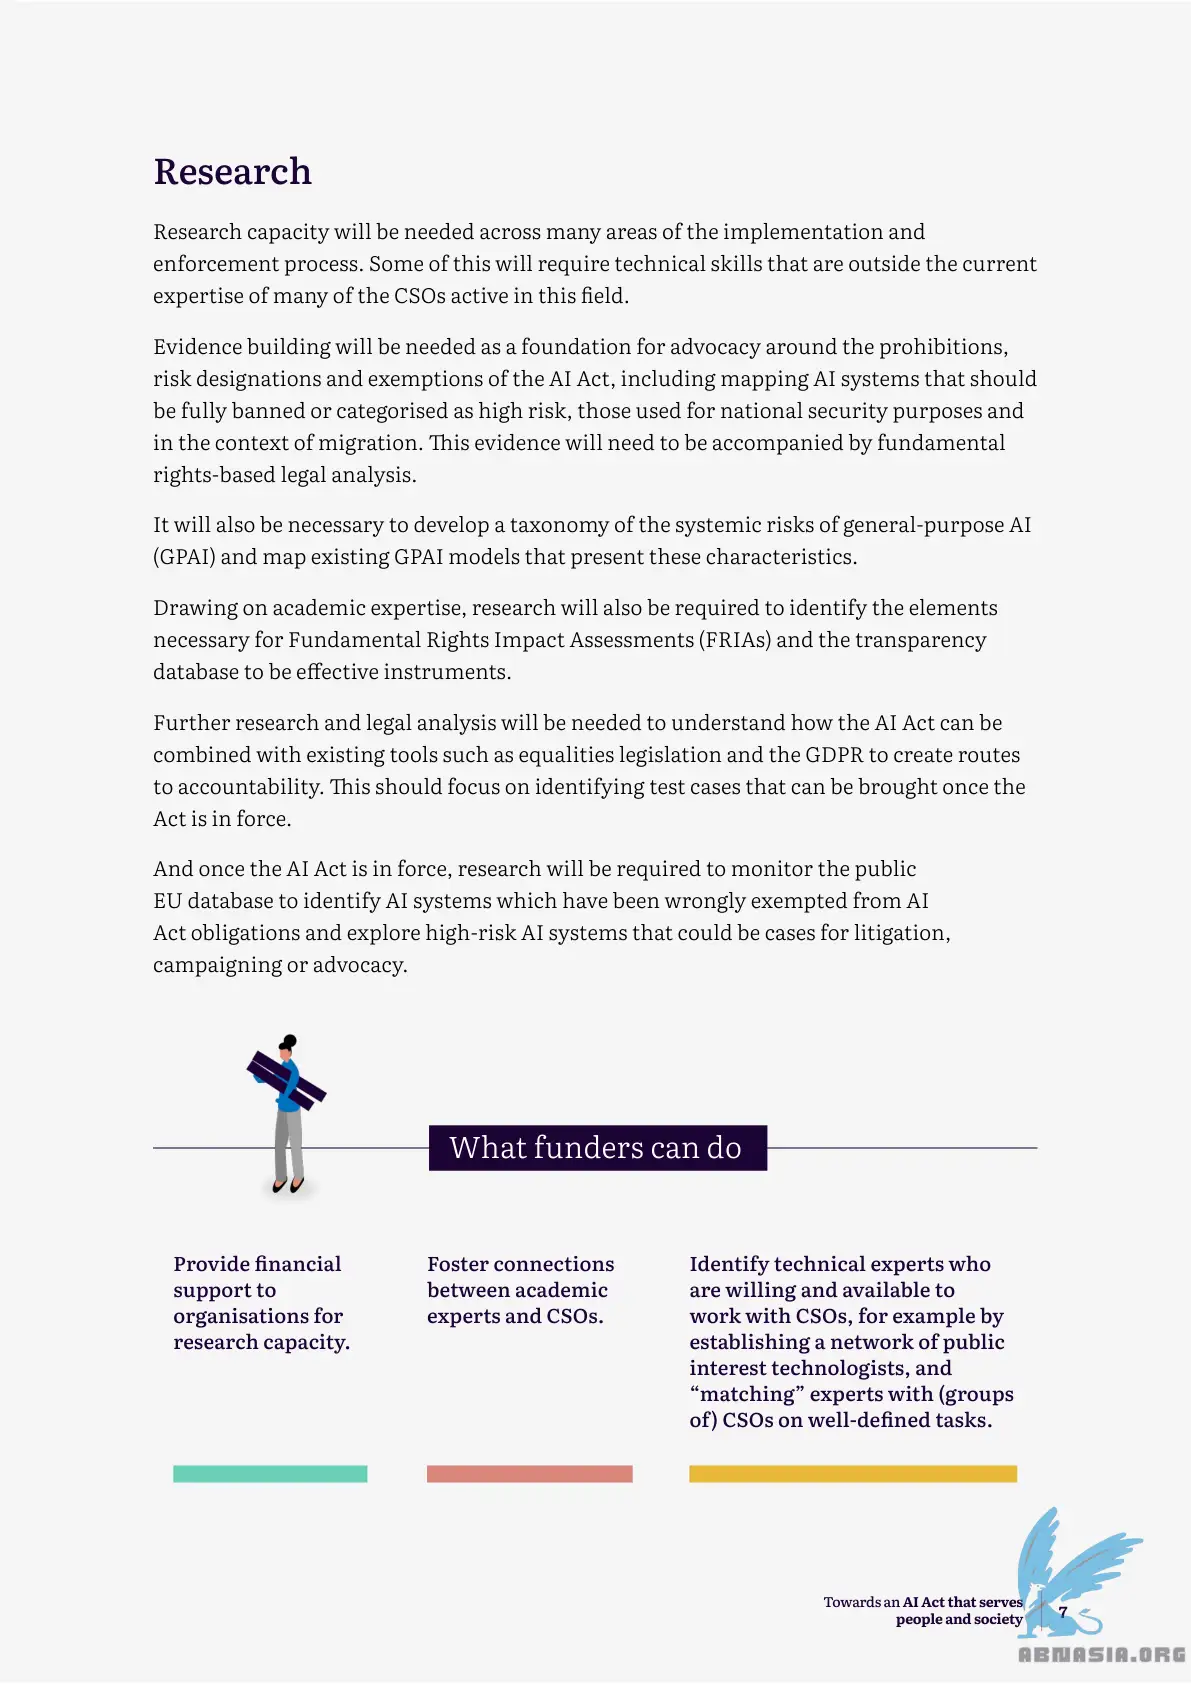 Research
Research capacity will be needed across many areas of the implementation and
enforcement process. Some of this will require technical skills that are outside the current
expertise of many of the CSOs active in this field.
Evidence building will be needed as a foundation for advocacy around the prohibitions,
risk designations and exemptions of the AI Act, including mapping AI systems that should
be fully banned or categorised as high risk, those used for national security purposes and
in the context of migration. This evidence will need to be accompanied by fundamental
rights-based legal analysis.
It will also be necessary to develop a taxonomy of the systemic risks of general-purpose AI
(GPAI) and map existing GPAI models that present these characteristics.
Drawing on academic expertise, research will also be required to identify the elements
necessary for Fundamental Rights Impact Assessments (FRIAs) and the transparency
database to be effective instruments.
Further research and legal analysis will be needed to understand how the AI Act can be
combined with existing tools such as equalities legislation and the GDPR to create routes
to accountability. This should focus on identifying test cases that can be brought once the
Act is in force.
And once the AI Act is in force, research will be required to monitor the public
EU database to identify AI systems which have been wrongly exempted from AI
Act obligations and explore high-risk AI systems that could be cases for litigation,
campaigning or advocacy.
What funders can do
Provide financial
support to
organisations for
research capacity.
Foster connections
between academic
experts and CSOs.
Identify technical experts who
are willing and available to
work with CSOs, for example by
establishing a network of public
interest technologists, and
“matching” experts with (groups
of) CSOs on well-defined tasks.
Towards an AI Act that serves
people and society
7
ABNASIA.ORG